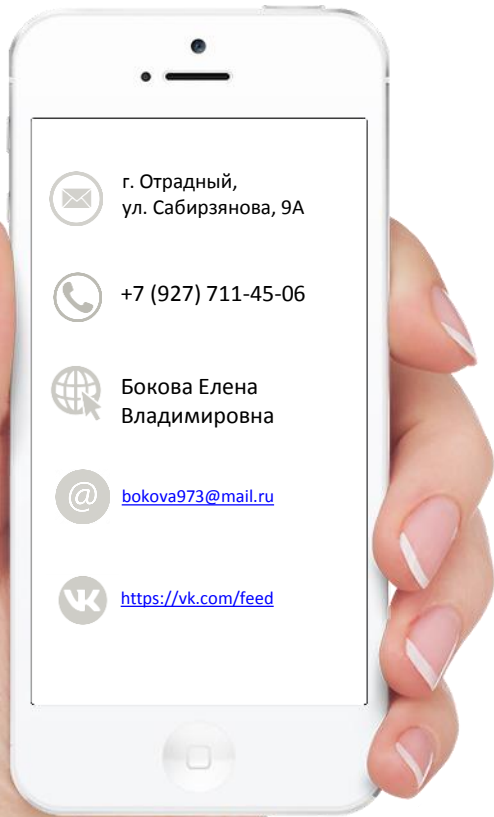 г. Отрадный,
ул. Сабирзянова, 9А
+7 (927) 711-45-06
Бокова Елена
Владимировна
bokova973@mail.ru
https://vk.com/feed